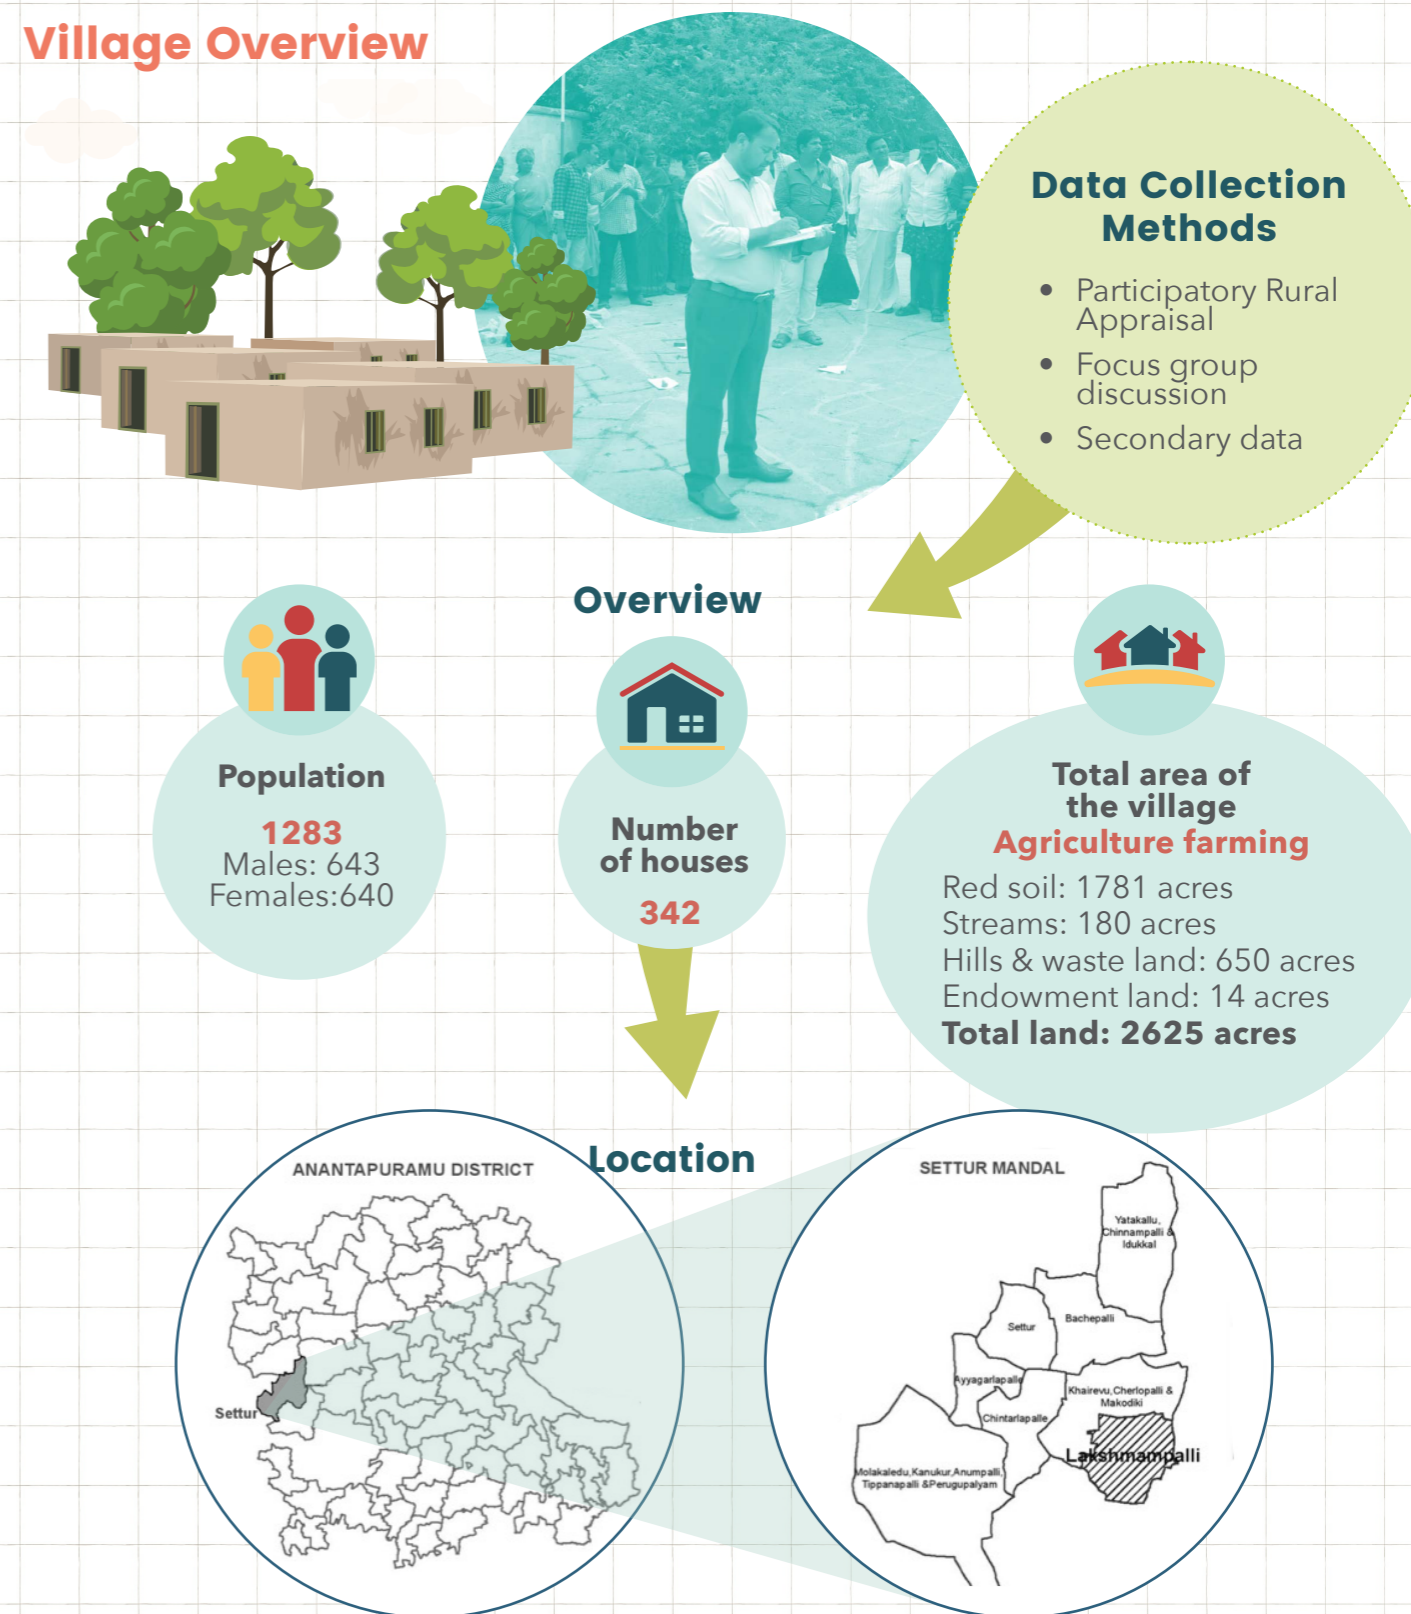 Village Overview
Data Collection
Methods
• Participatory Rural
Appraisal
• Focus group
discussion
• Secondary data
Overview
Population
1283
Males: 643
Females:640
Number
of houses
342
Total area of
the village
Agriculture farming
Red soil: 1781 acres
Streams: 180 acres
Hills & waste land: 650 acres
Endowment land: 14 acres
Total land: 2625 acres
Location
ANANTAPURAMU DISTRICT
Settur
SETTUR MANDAL
Yatakallu,
Chinnampalli &
Idukkal
Bachepalli
Settur
Ayyagarlapalle
Khairevu,Cherlopalli &
Makodiki
Chintarlapalle
Lakshmampalli
Molakaledu,Kanukur,Anumpalli,
Tippanapalli &Perugupalyam